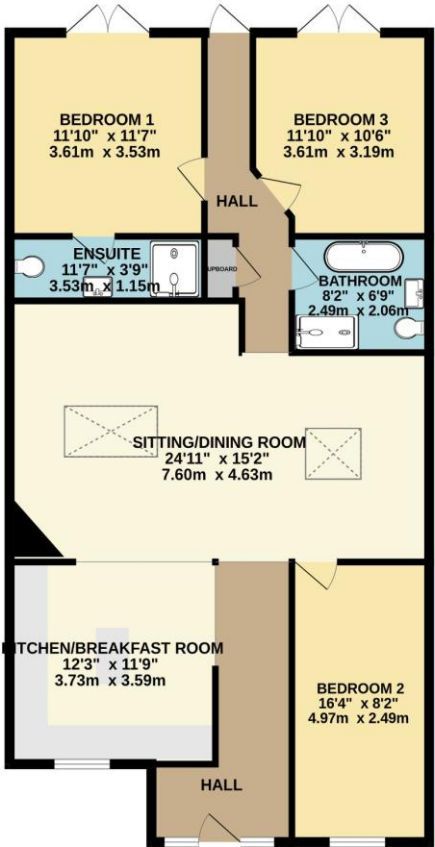 BEDROOM 1
11'10" x 11'7"
3.61m x 3.53m
BEDROOM 3
11'10" x 10'6"
3.61m x 3.19m
HALL
ENSUITE
11'7" x 3'9"
3.53m x 1.15m
UPBOARD
BATHROOM
8'2" x 6'9"
2.49m x 2.06m
SITTING/DINING ROOM
24'11" x 15'2"
7.60m x 4.63m
KITCHEN/BREAKFAST ROOM
12'3" x 11'9"
3.73m x 3.59m
BEDROOM 2
16'4" x 8'2"
4.97m x 2.49m
HALL